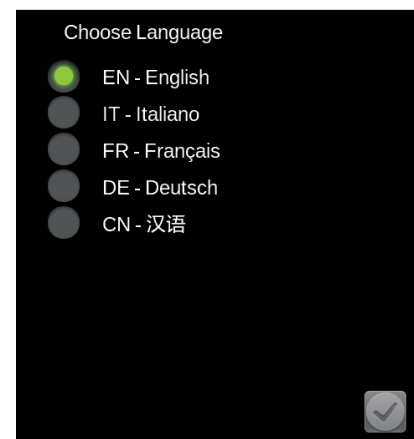 Choose Language
EN - English
IT - Italiano
FR - Français
DE - Deutsch
CN - 汉语